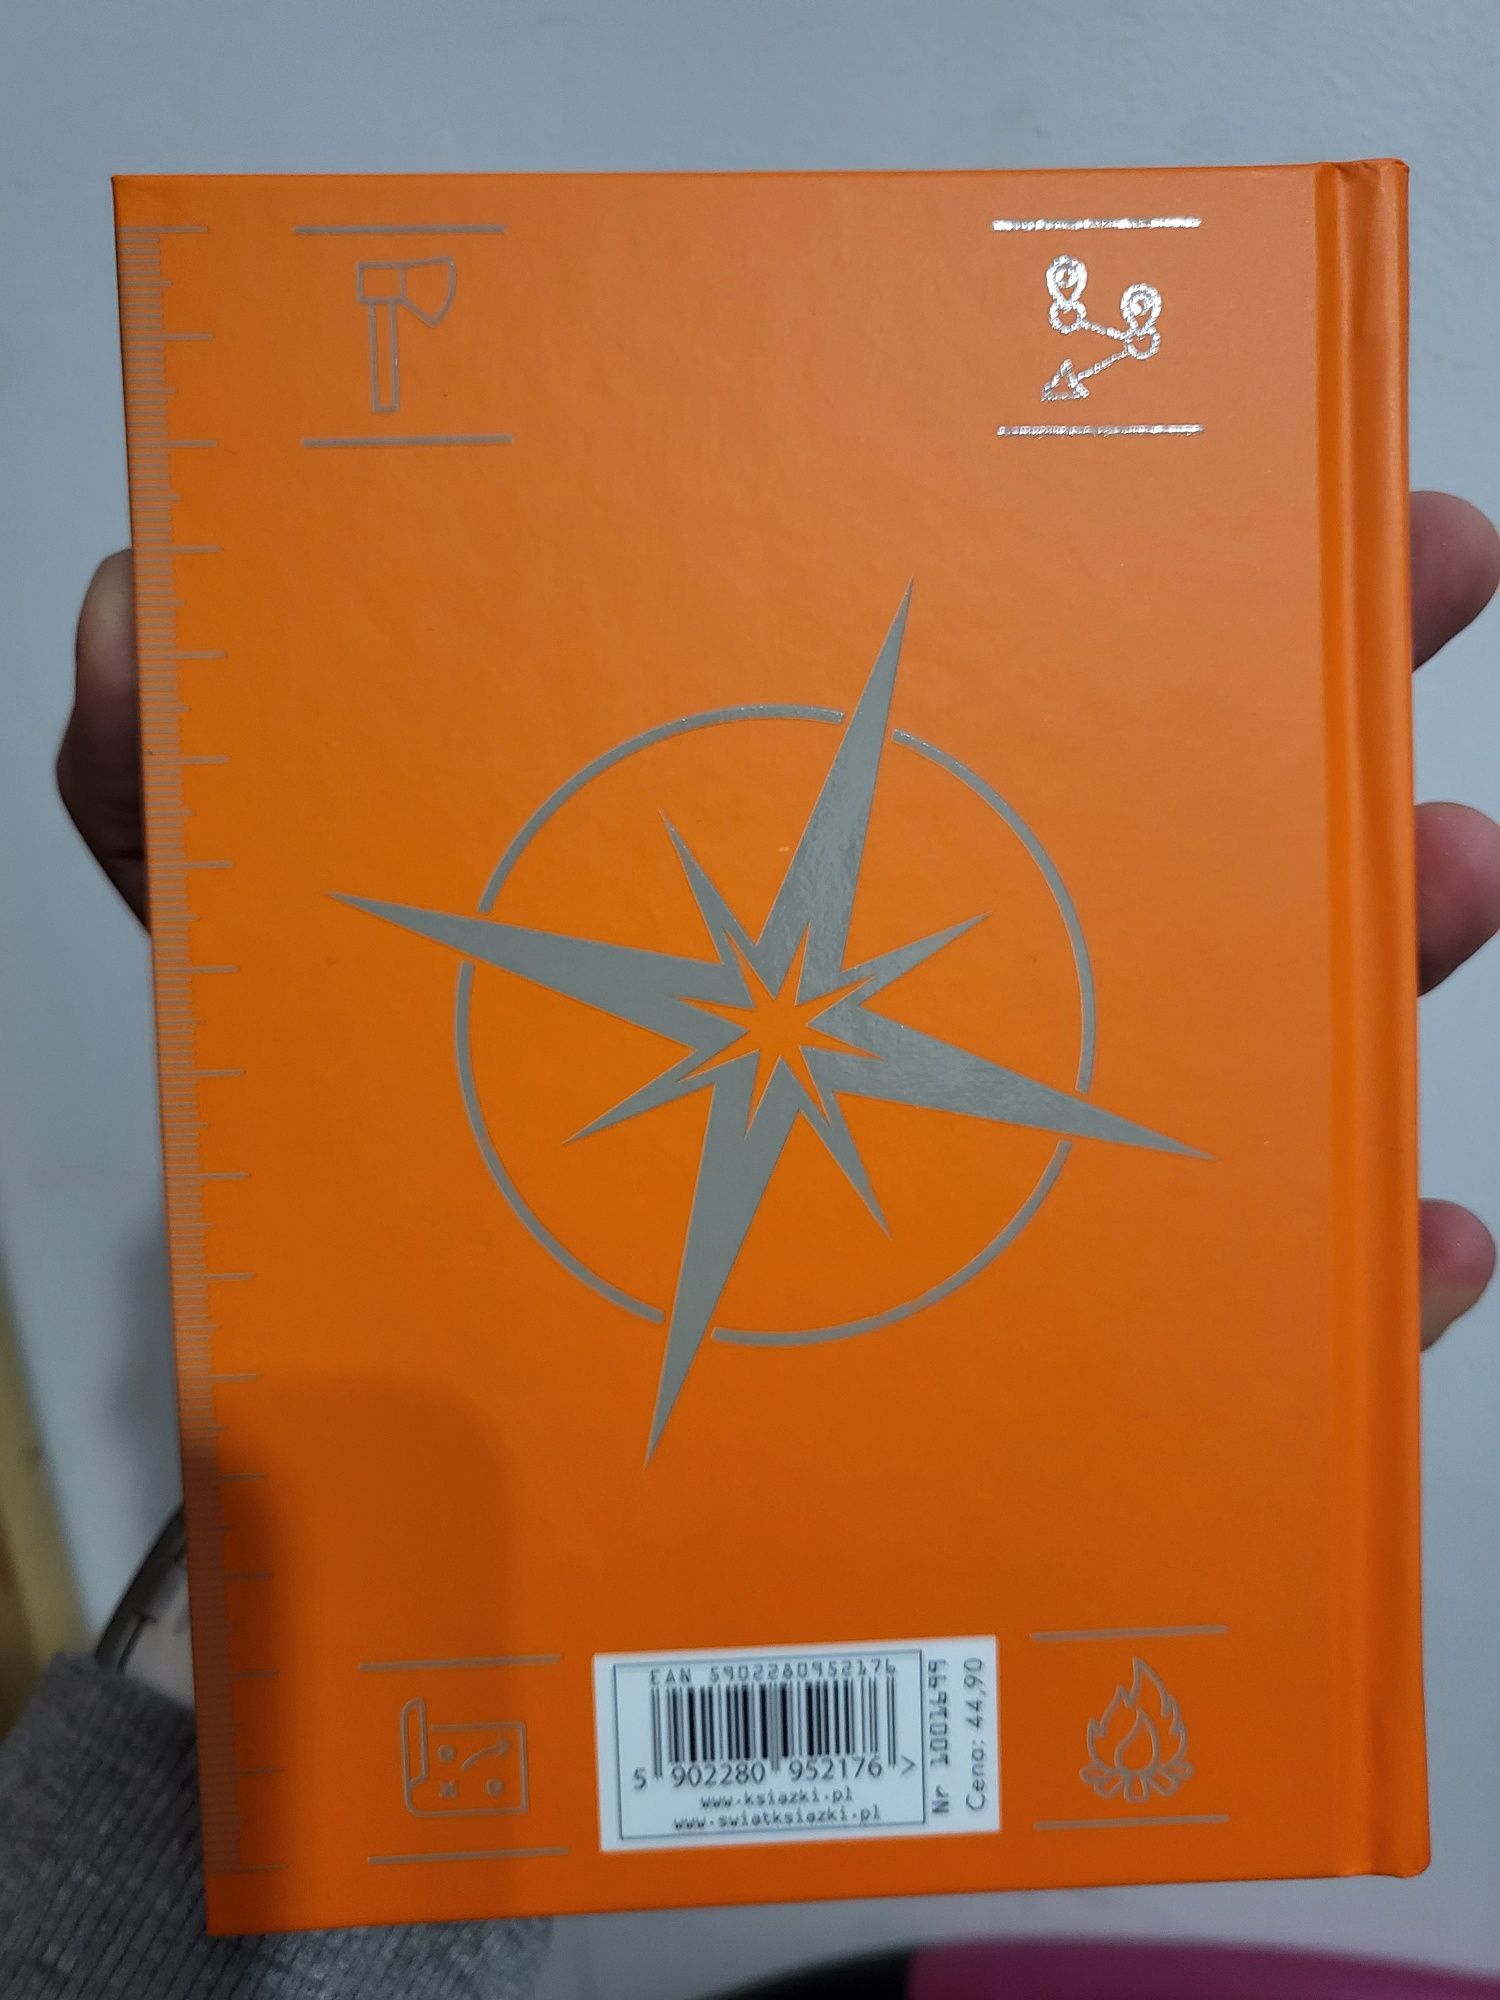 EAN 5902280952176
5 902280 952176 >
www.ksiazki.pl
www.swiatksiazki.pl
Nr 1001699
Cena: 44,90